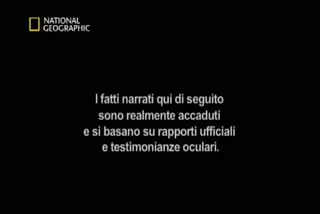 NATIONAL
GEOGRAPHIC
I fatti narrati qui di seguito
sono realmente accaduti
e si basano su rapporti ufficiali
e testimonianze oculari.